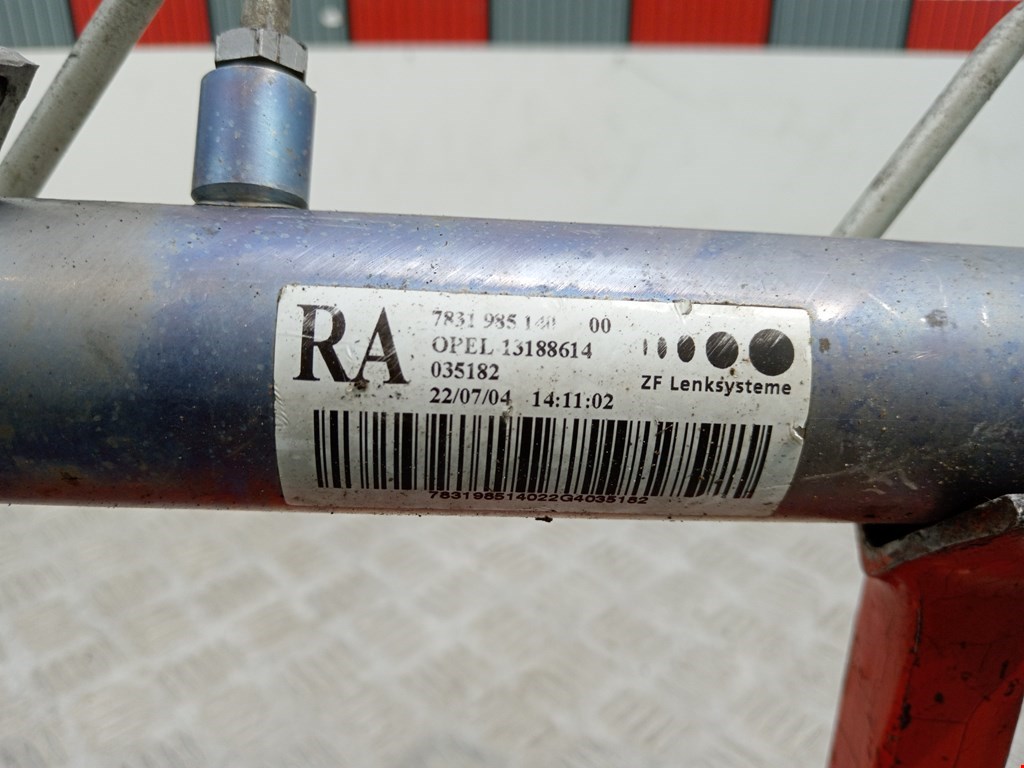 RA
7831 985 140 00
OPEL 13188614
035182
22/07/04 14:11:02
ZF Lenksysteme
783198514022G4035182